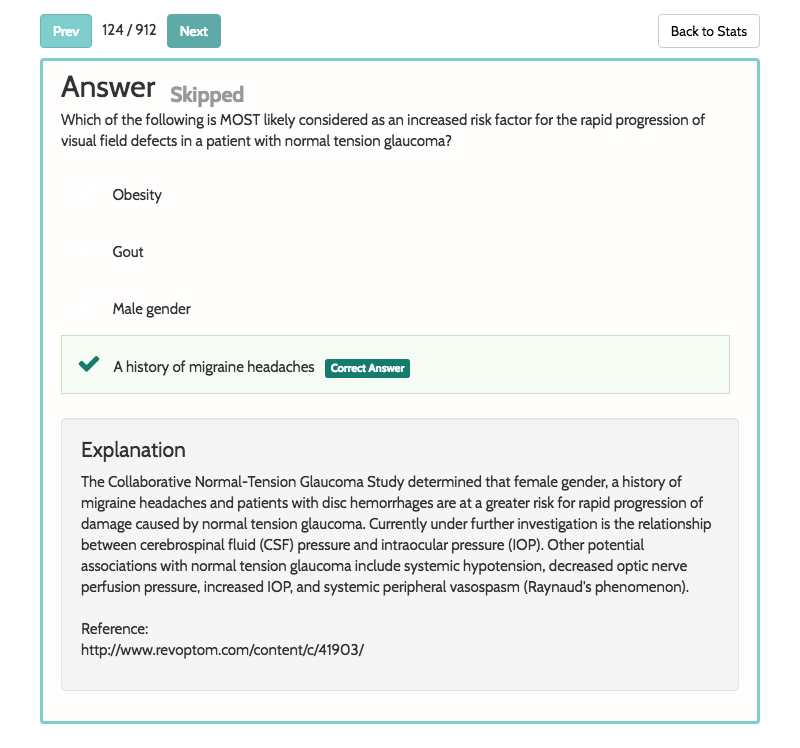 Prev 124 / 912 Next Back to Stats
Answer Skipped
Which of the following is MOST likely considered as an increased risk factor for the rapid progression of
visual field defects in a patient with normal tension glaucoma?
Obesity
Gout
Male gender
A history of migraine headaches Correct Answer
Explanation
The Collaborative Normal-Tension Glaucoma Study determined that female gender, a history of
migraine headaches and patients with disc hemorrhages are at a greater risk for rapid progression of
damage caused by normal tension glaucoma. Currently under further investigation is the relationship
between cerebrospinal fluid (CSF) pressure and intraocular pressure (IOP). Other potential
associations with normal tension glaucoma include systemic hypotension, decreased optic nerve
perfusion pressure, increased IOP, and systemic peripheral vasospasm (Raynaud's phenomenon).
Reference:
http://www.revoptom.com/content/c/41903/